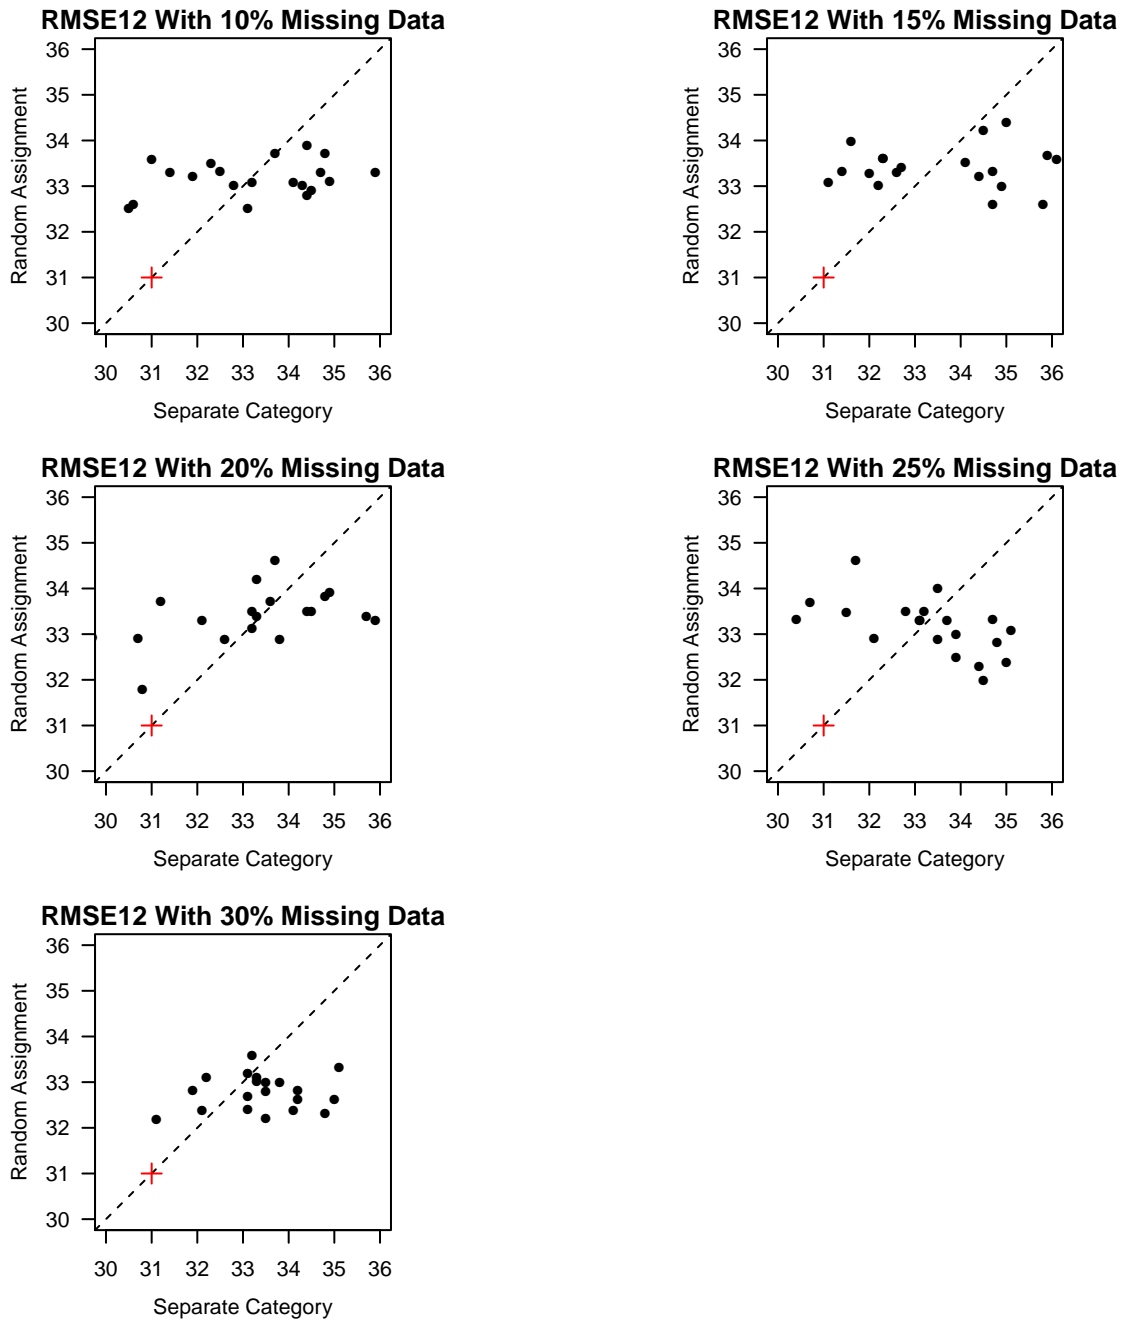 RMSE12 With 10% Missing Data
36
35
34
33
32
31
30
Random Assignment
30 31 32 33 34 35 36
Separate Category
RMSE12 With 15% Missing Data
36
35
34
33
32
31
30
Random Assignment
30 31 32 33 34 35 36
Separate Category
RMSE12 With 20% Missing Data
36
35
34
33
32
31
30
Random Assignment
30 31 32 33 34 35 36
Separate Category
RMSE12 With 25% Missing Data
36
35
34
33
32
31
30
Random Assignment
30 31 32 33 34 35 36
Separate Category
RMSE12 With 30% Missing Data
36
35
34
33
32
31
30
Random Assignment
30 31 32 33 34 35 36
Separate Category